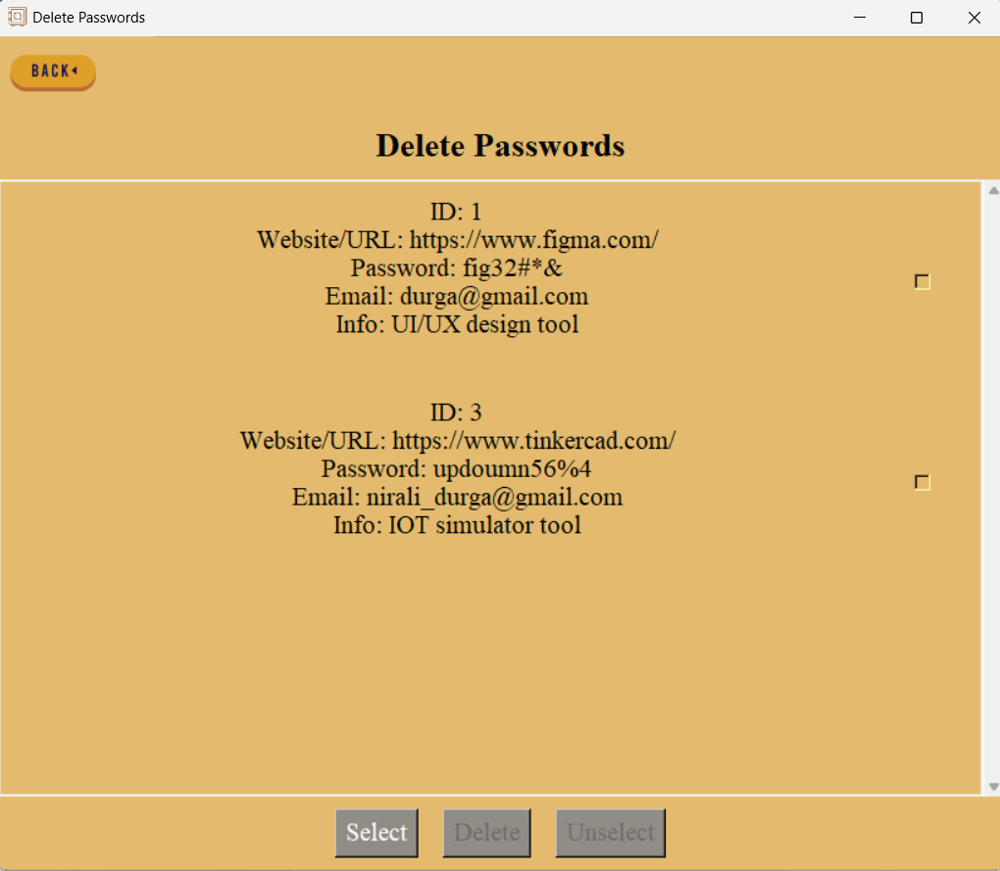 Delete Passwords
BACK
Delete Passwords
ID: 1
Website/URL: https://www.figma.com/
Password: fig32#*&
Email: durga@gmail.com
Info: UI/UX design tool
ID: 3
Website/URL: https://www.tinkercad.com/
Password: updoumn56%4
Email: nirali_durga@gmail.com
Info: IOT simulator tool
Select Delete Unselect